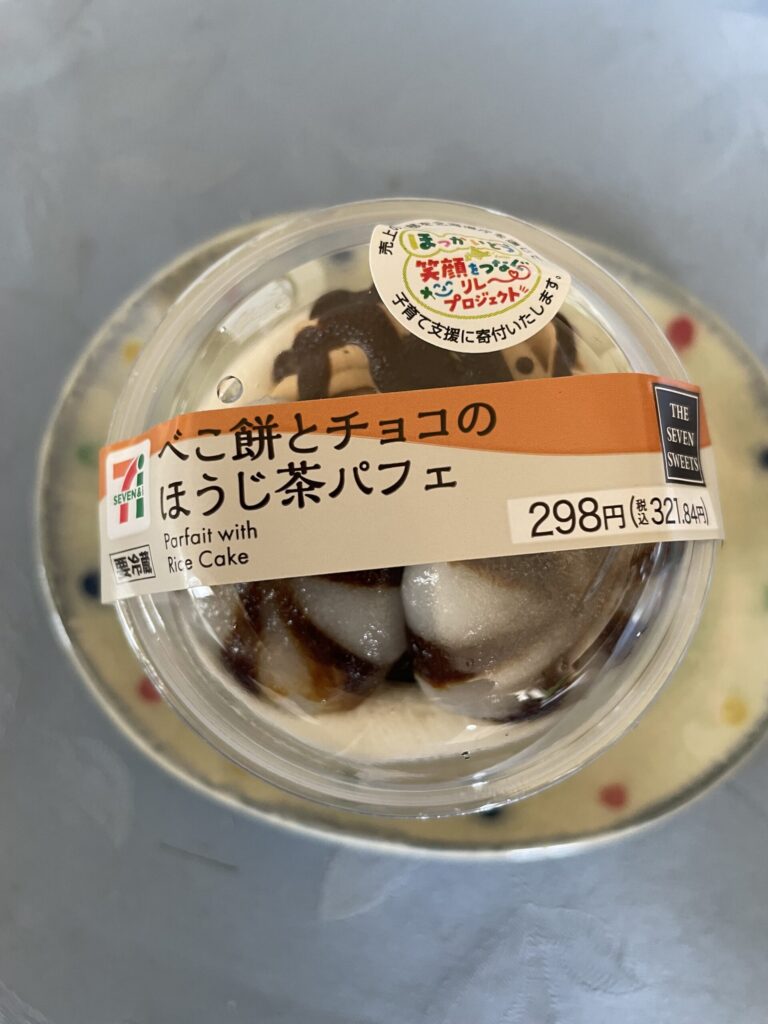 ほっかいどう
笑顔をつなぐ
リレー
プロジェクト
子育て支援に寄付いたします。
べこ餅とチョコの
ほうじ茶パフェ
Parfait with
Rice Cake
SEVEN&i
要冷蔵
298円(税込321.84円)
THE
SEVEN
SWEETS